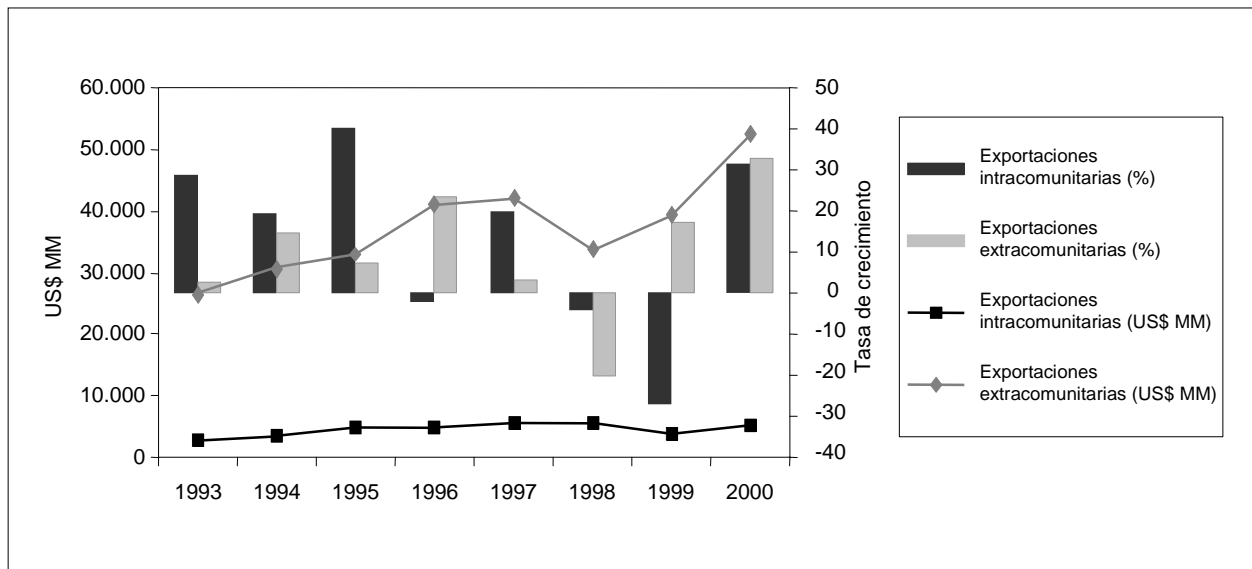 60.000
50.000
40.000
30.000
20.000
10.000
0
US$ MM
50
40
30
20
10
0
-10
-20
-30
-40
Tasa de crecimiento
1993 1994 1995 1996 1997 1998 1999 2000
Exportaciones
intracomunitarias (%)
Exportaciones
extracomunitarias (%)
Exportaciones
intracomunitarias (US$ MM)
Exportaciones
extracomunitarias (US$ MM)